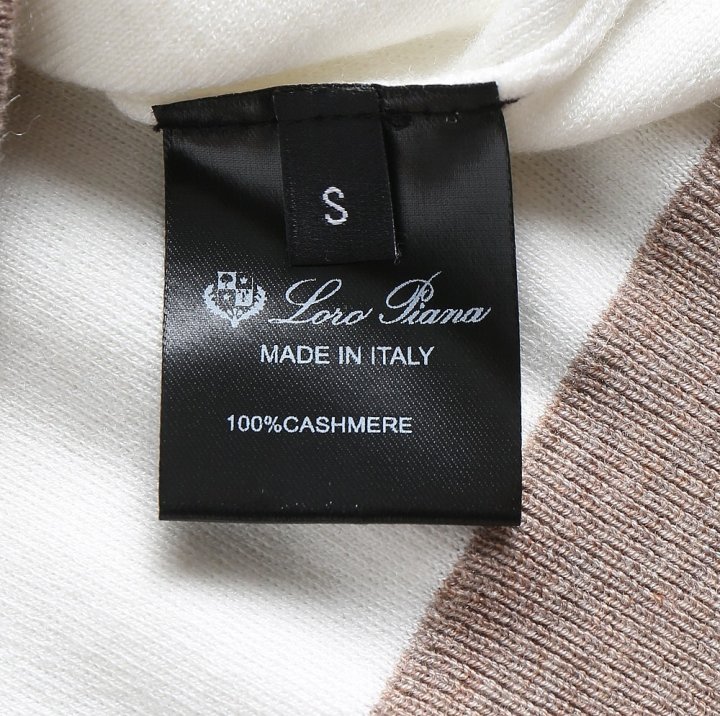 S
Loro Piana
MADE IN ITALY
100%CASHMERE